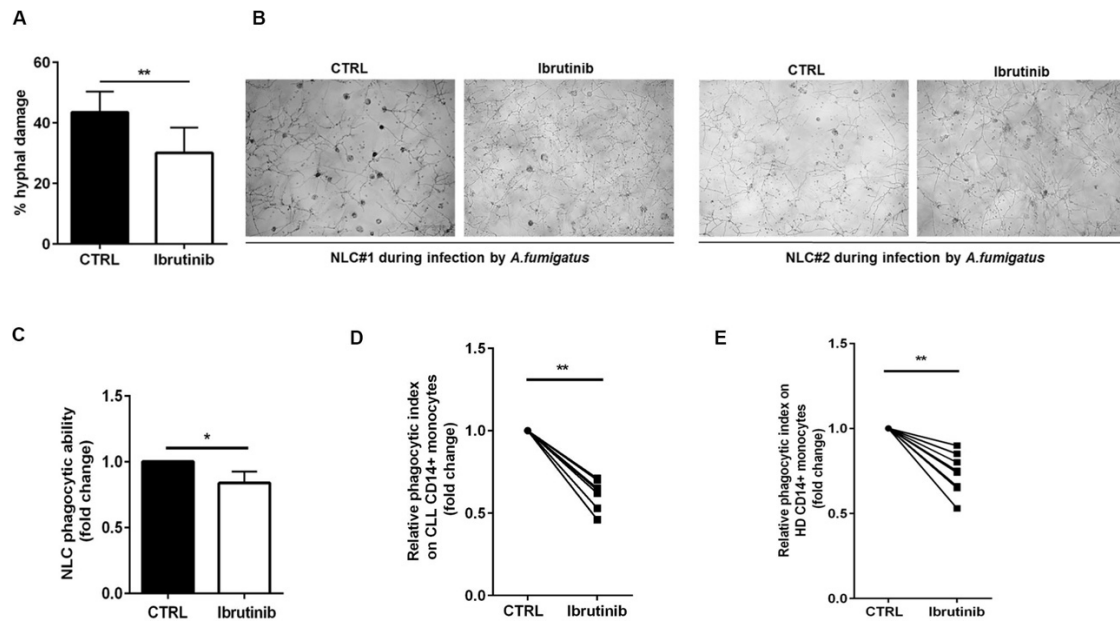 A
B
60
40
20
0
% hyphal damage
**
CTRL
Ibrutinib
CTRL
Ibrutinib
NLC#1 during infection by A.fumigatus
CTRL
Ibrutinib
NLC#2 during infection by A.fumigatus
C
1.5
1.0
0.5
0.0
NLC phagocytic ability
(fold change)
*
CTRL
Ibrutinib
D
1.5
1.0
0.5
0.0
Relative phagocytic index
on CLL CD14+ monocytes
(fold change)
**
CTRL
Ibrutinib
E
1.5
1.0
0.5
0.0
Relative phagocytic index on
HD CD14+ monocytes
(fold change)
**
CTRL
Ibrutinib